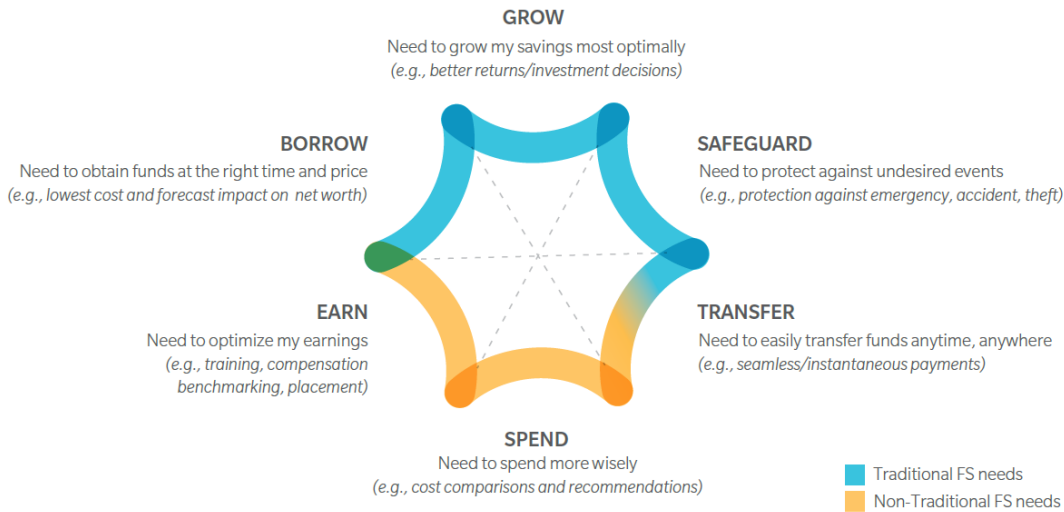 GROW
Need to grow my savings most optimally
(e.g., better returns/investment decisions)
BORROW
Need to obtain funds at the right time and price
(e.g., lowest cost and forecast impact on net worth)
SAFEGUARD
Need to protect against undesired events
(e.g., protection against emergency, accident, theft)
EARN
Need to optimize my earnings
(e.g., training, compensation
benchmarking, placement)
TRANSFER
Need to easily transfer funds anytime, anywhere
(e.g., seamless/instantaneous payments)
SPEND
Need to spend more wisely
(e.g., cost comparisons and recommendations)
Traditional FS needs
Non-Traditional FS needs